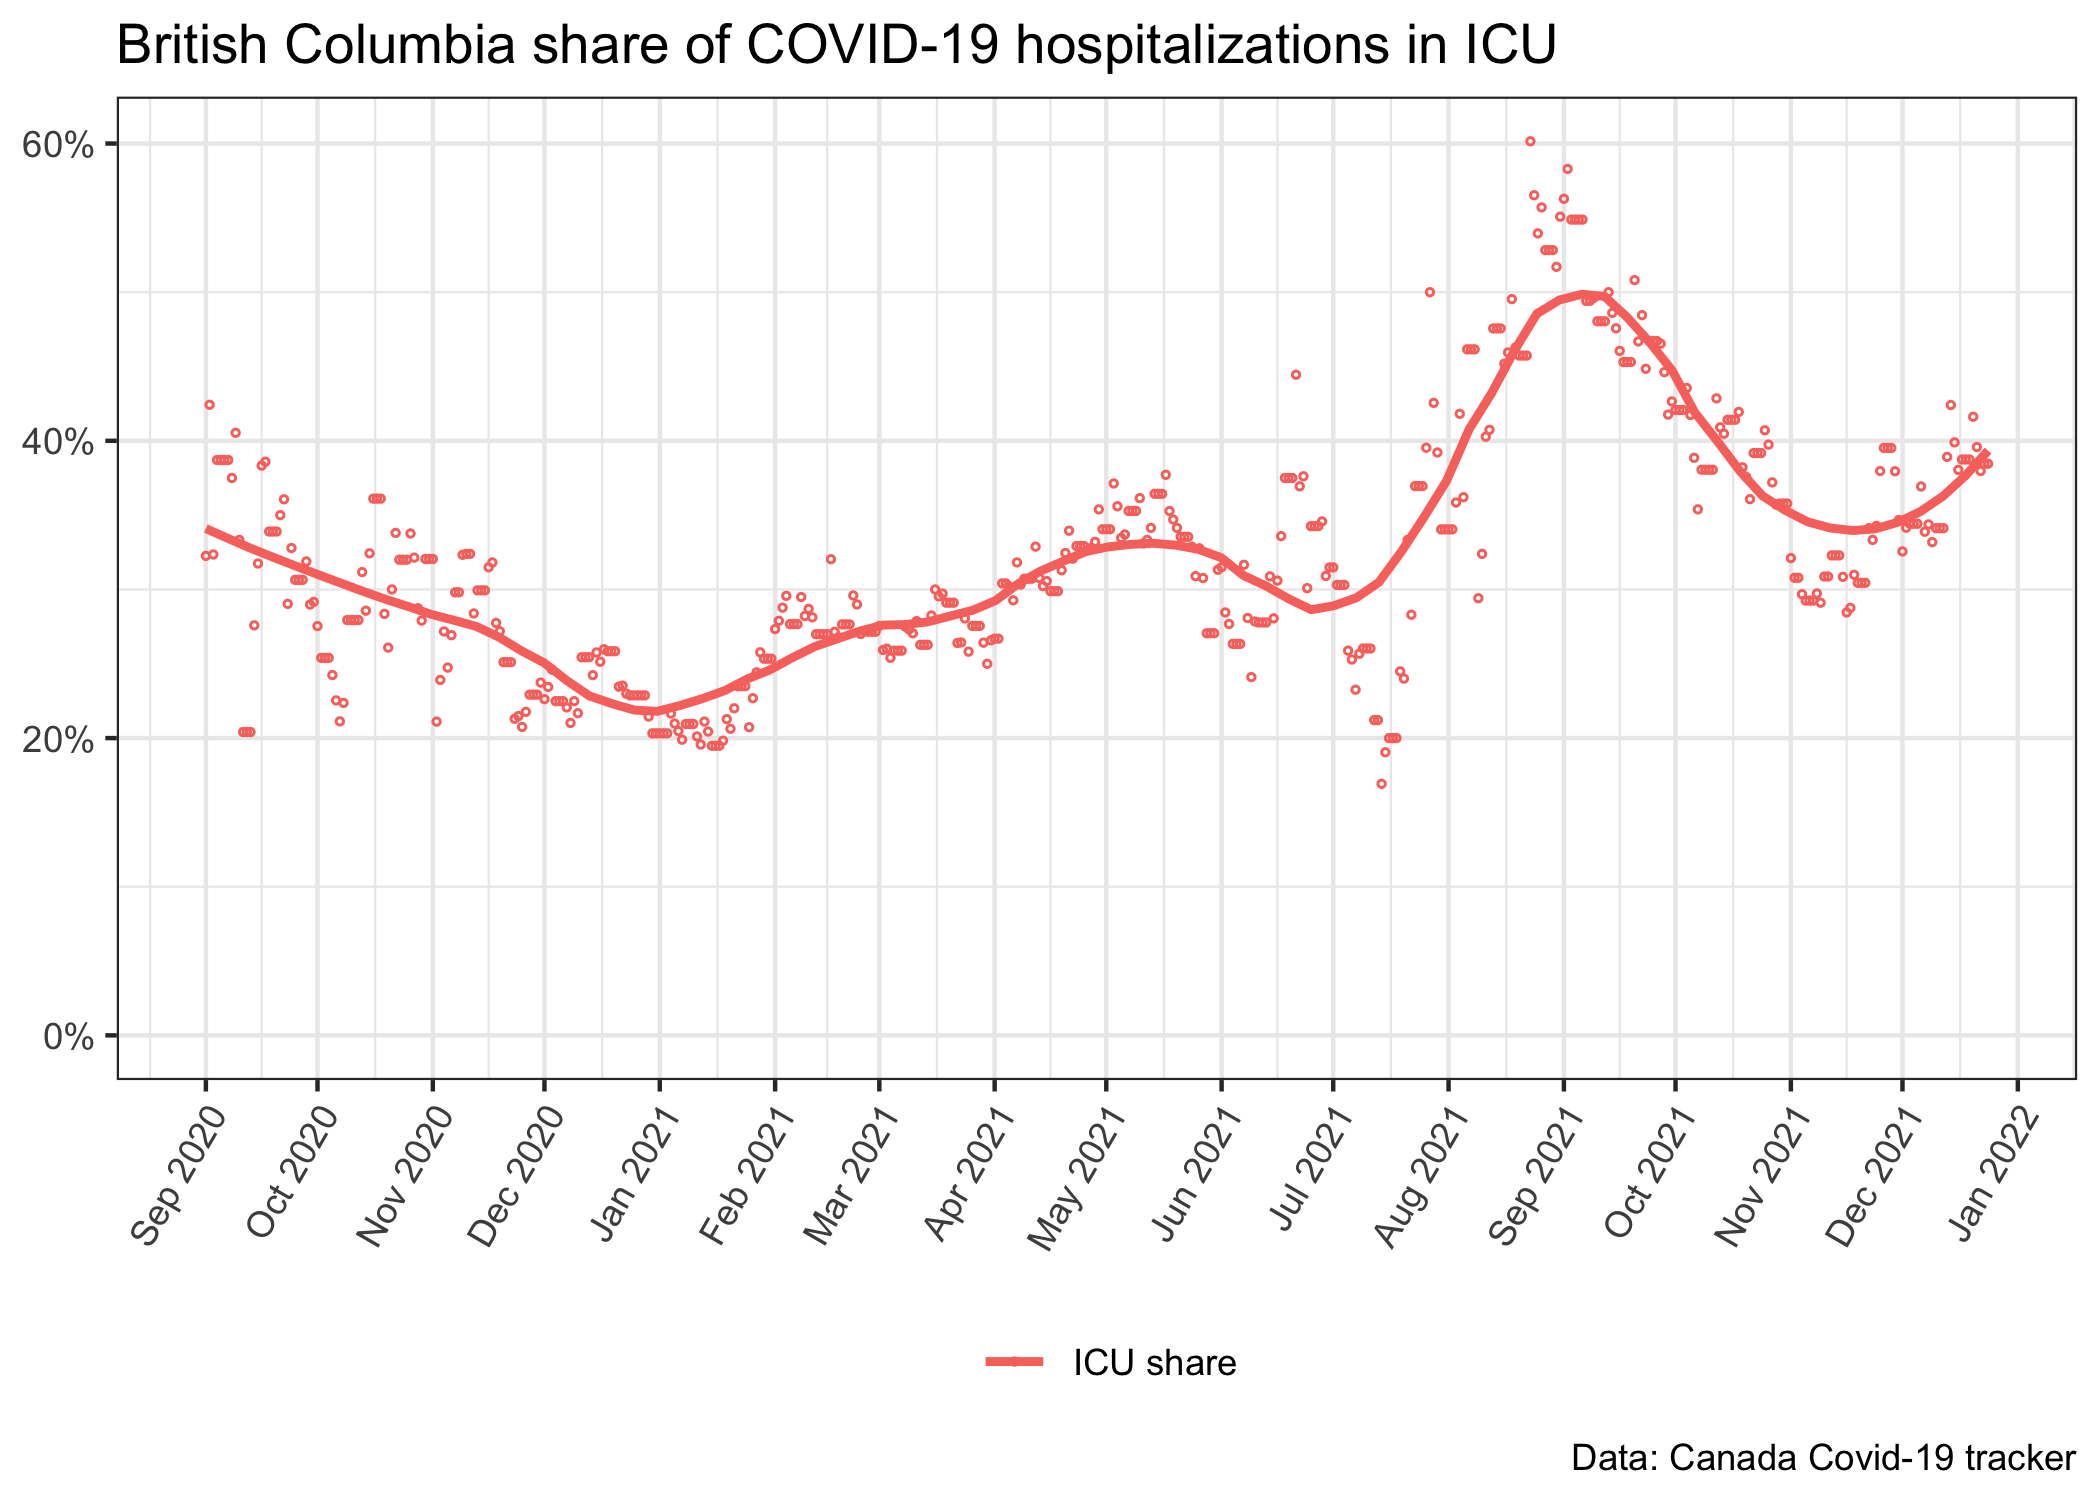 British Columbia share of COVID-19 hospitalizations in ICU
60%
40%
20%
0%
Sep 2020
Oct 2020
Nov 2020
Dec 2020
Jan 2021
Feb 2021
Mar 2021
Apr 2021
May 2021
Jun 2021
Jul 2021
Aug 2021
Sep 2021
Oct 2021
Nov 2021
Dec 2021
Jan 2022
ICU share
Data: Canada Covid-19 tracker